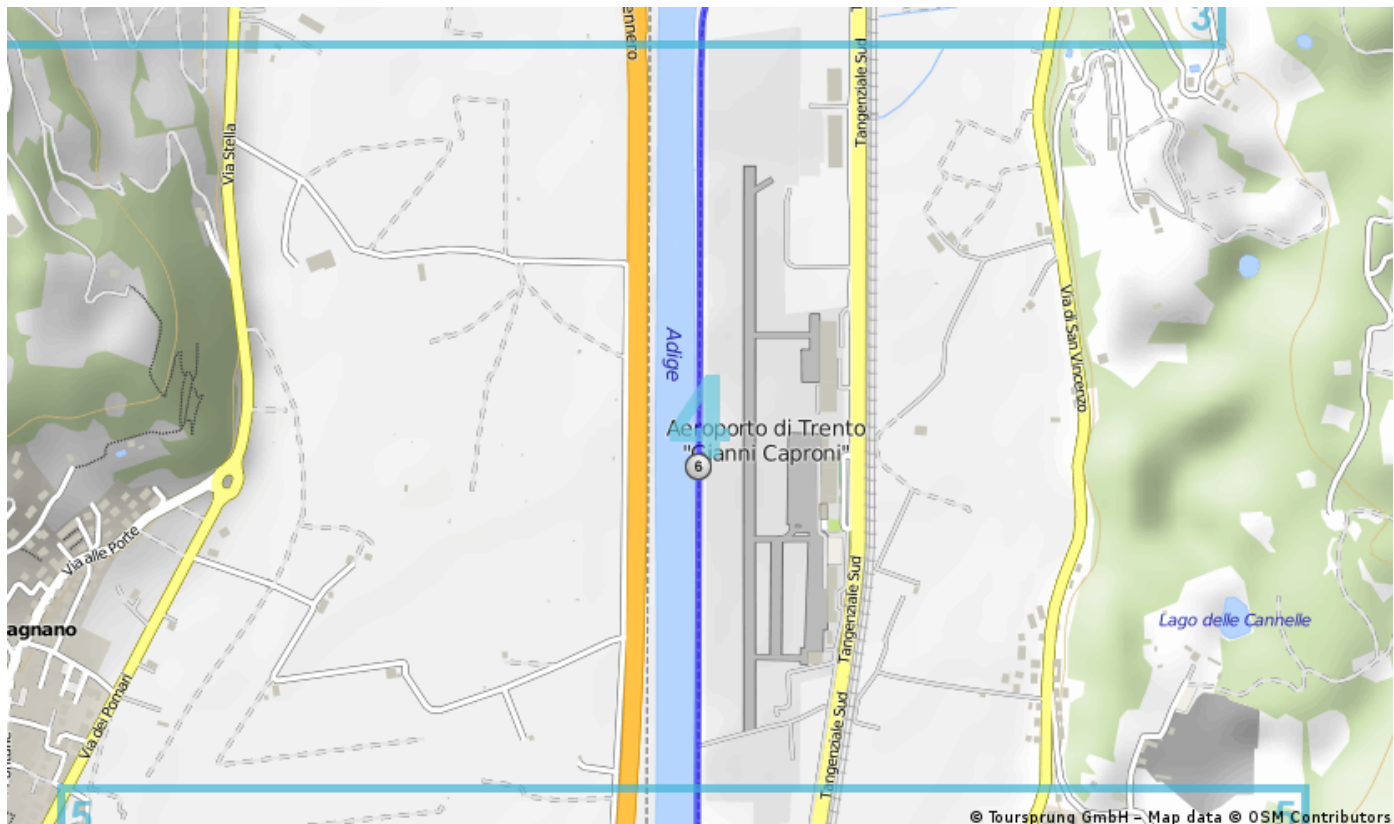 3
ennero
Tangenziale Sud
Via Stella
Via di San Vincenzo
Adige
4
Aeroporto di Trento
"Gianni Caproni"
6
Via alle Porte
Tangenziale Sud
Lago delle Cannelle
agnano
Via dei Pomari
Tangenziale Sud
5
5
© Toursprung GmbH – Map data © OSM Contributors